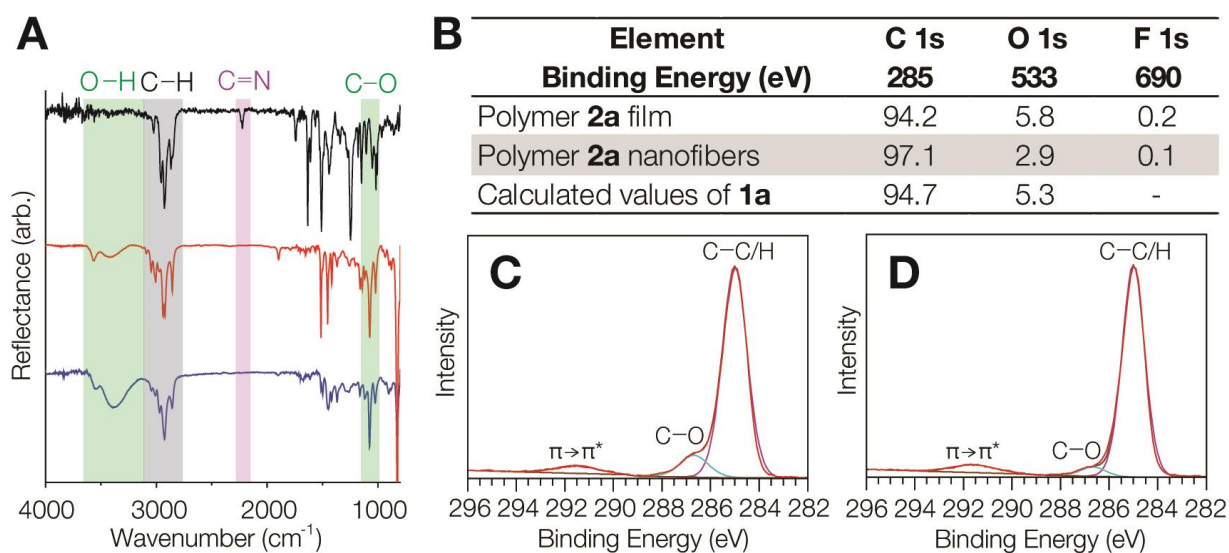 A
O–H C–H C=N C–O
Reflectance (arb.)
4000 3000 2000 1000
Wavenumber (cm⁻¹)
B
Element C 1s O 1s F 1s
Binding Energy (eV) 285 533 690
Polymer 2a film 94.2 5.8 0.2
Polymer 2a nanofibers 97.1 2.9 0.1
Calculated values of 1a 94.7 5.3 -
C
C–C/H
C–O
π→π*
Intensity
296 294 292 290 288 286 284 282
Binding Energy (eV)
D
C–C/H
C–O
π→π*
Intensity
296 294 292 290 288 286 284 282
Binding Energy (eV)